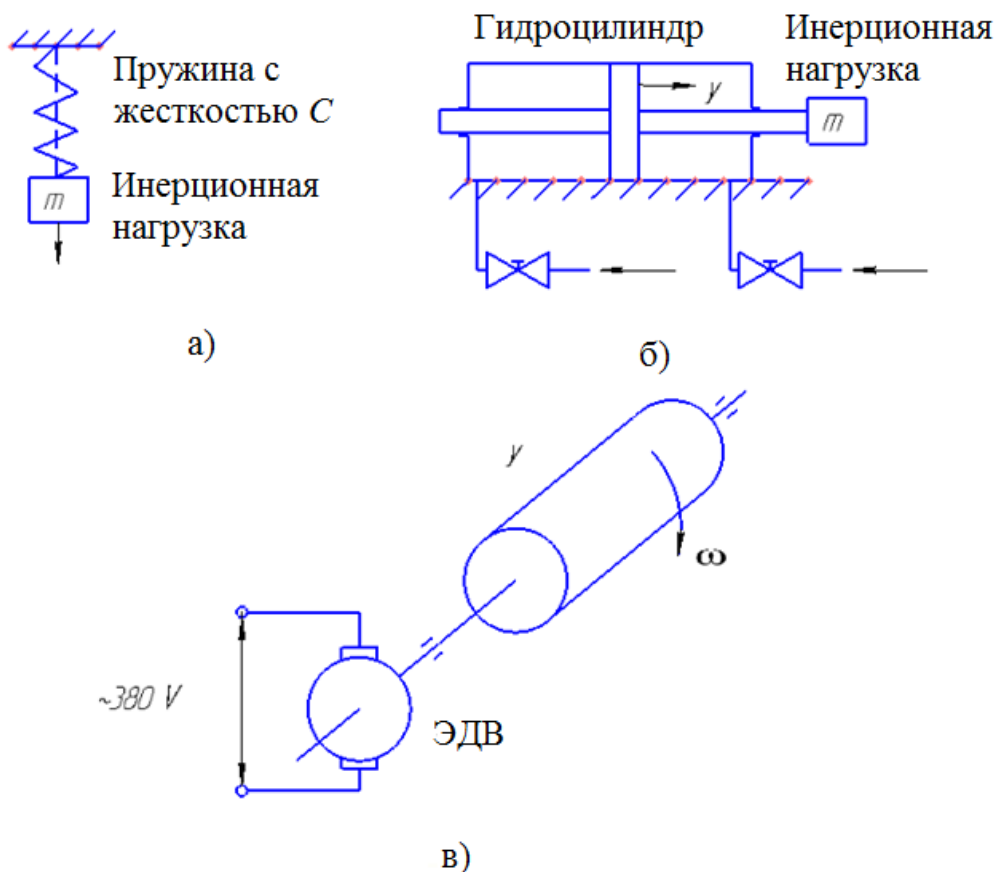 Гидроцилиндр
Инерционная
нагрузка
Пружина с
жесткостью C
y
m
m
Инерционная
нагрузка
а)
б)
y
ω
~380 V
ЭДВ
в)